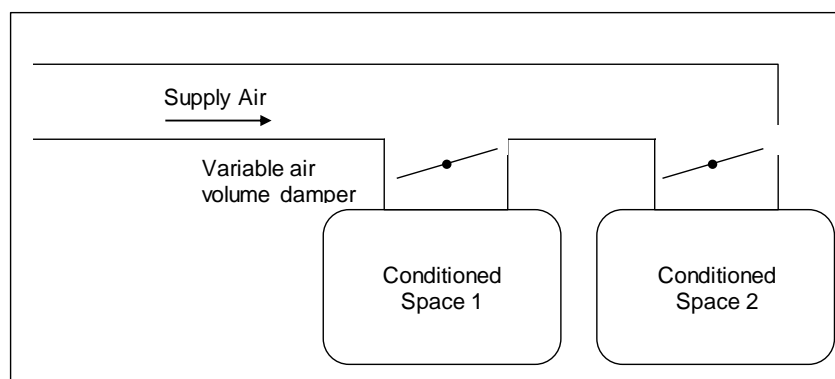 Supply Air
Variable air
volume damper
Conditioned
Space 1
Conditioned
Space 2